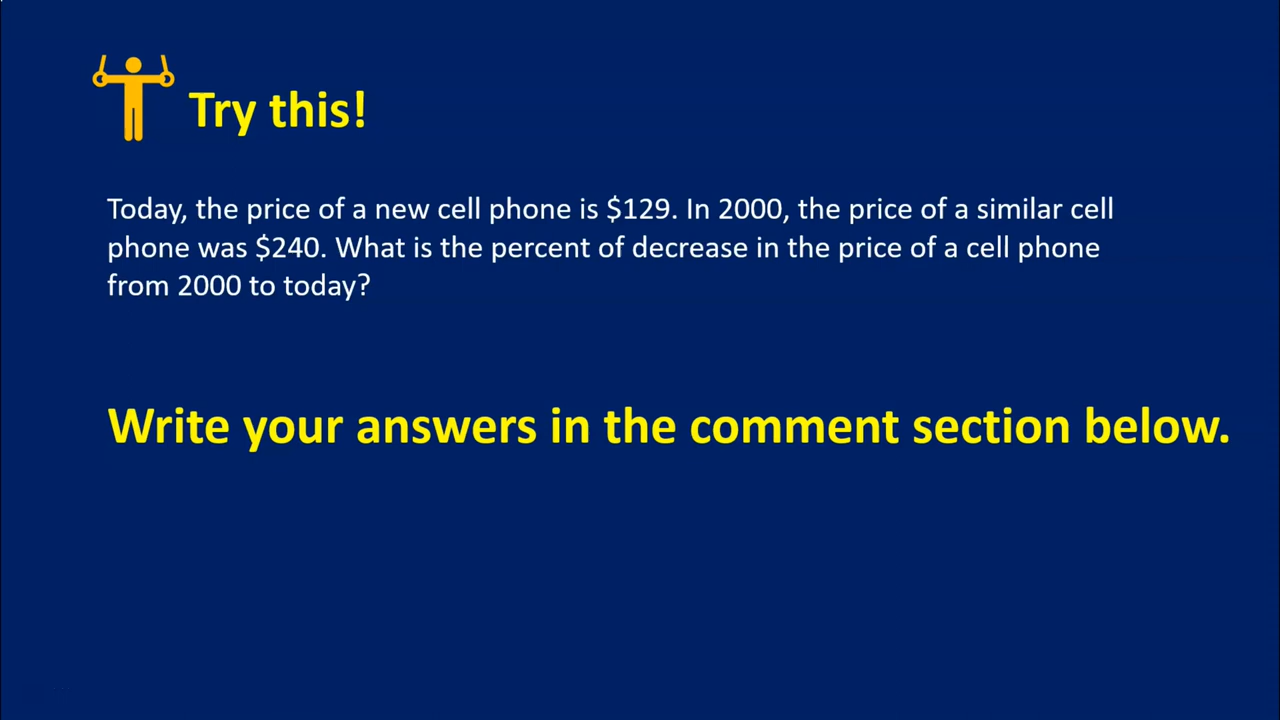 Try this!
Today, the price of a new cell phone is $129. In 2000, the price of a similar cell
phone was $240. What is the percent of decrease in the price of a cell phone
from 2000 to today?
Write your answers in the comment section below.